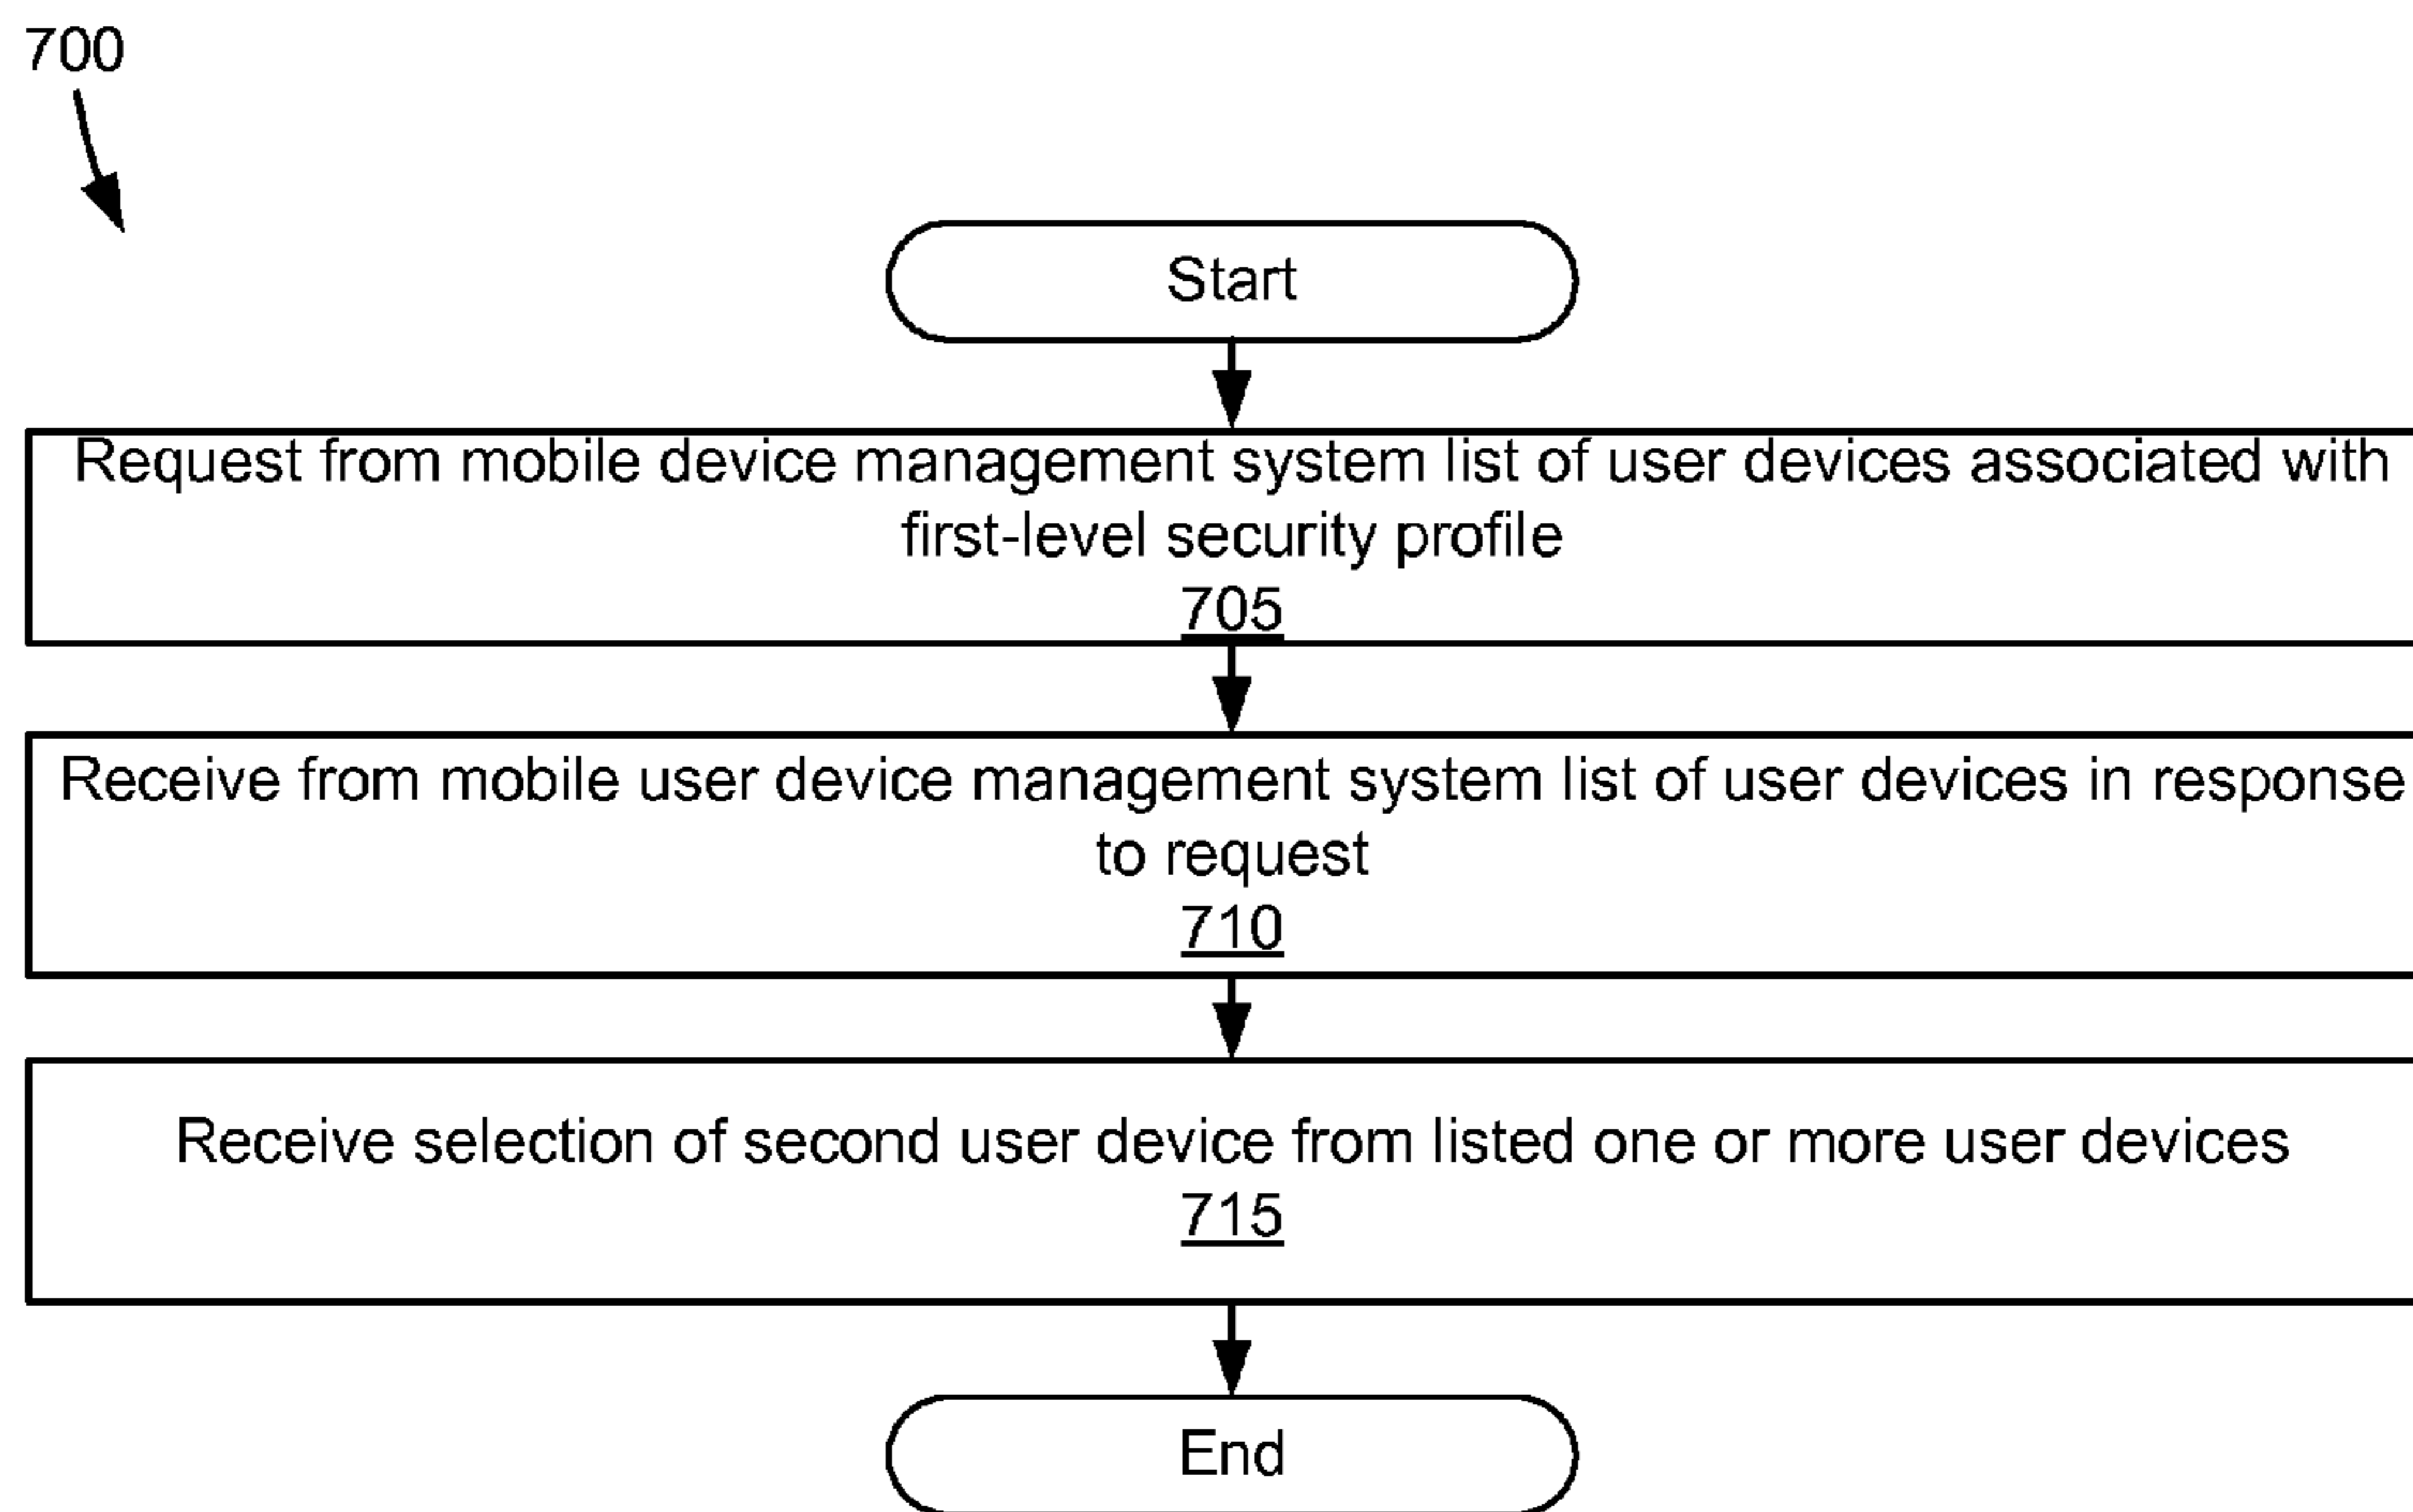 700
Start
Request from mobile device management system list of user devices associated with
first-level security profile
705
Receive from mobile user device management system list of user devices in response
to request
710
Receive selection of second user device from listed one or more user devices
715
End